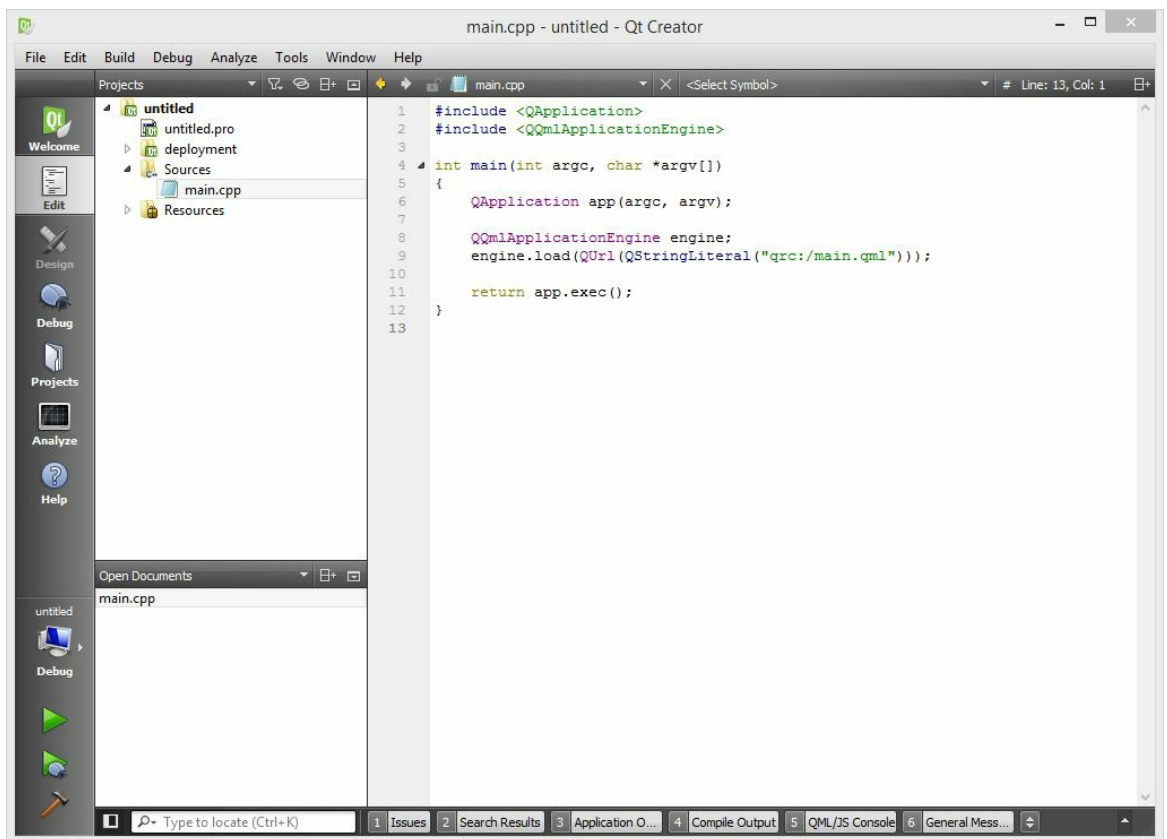 main.cpp - untitled - Qt Creator
File Edit Build Debug Analyze Tools Window Help
Projects
main.cpp
<Select Symbol>
# Line: 13, Col: 1
Welcome
Edit
Design
Debug
Projects
Analyze
Help
untitled
Debug
untitled
untitled.pro
deployment
Sources
main.cpp
Resources
Open Documents
main.cpp
1 #include <QApplication>
2 #include <QQmlApplicationEngine>
3
4 int main(int argc, char *argv[])
5 {
6 QApplication app(argc, argv);
7
8 QQmlApplicationEngine engine;
9 engine.load(QUrl(QStringLiteral("qrc:/main.qml")));
10
11 return app.exec();
12 }
13
Type to locate (Ctrl+K)
1 Issues 2 Search Results 3 Application O... 4 Compile Output 5 QML/JS Console 6 General Mess...